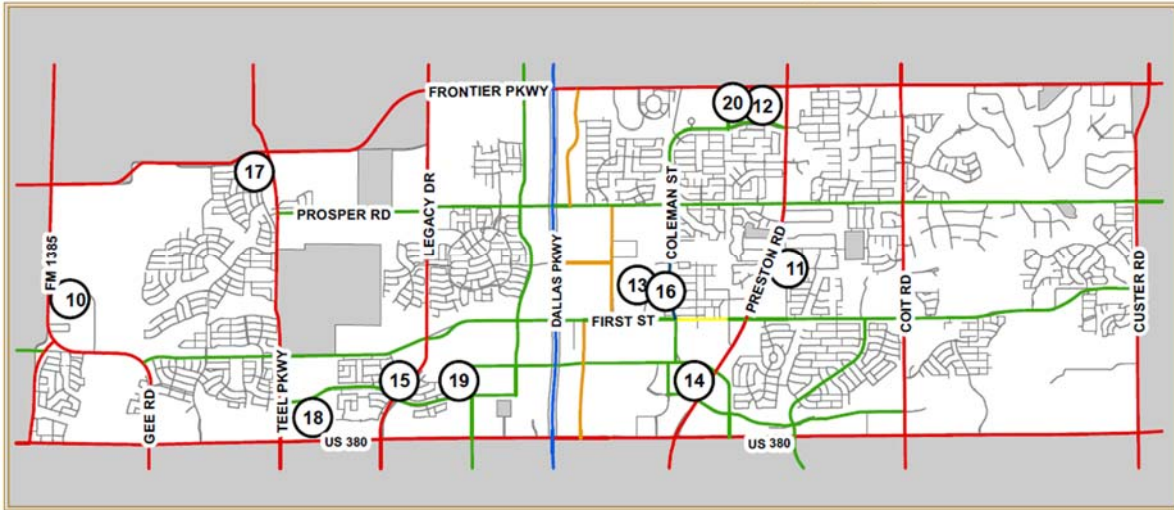 FRONTIER PKWY
20
12
17
PROSPER RD
LEGACY DR
COLEMAN ST
FM 1385
10
DALLAS PKWY
13
16
PRESTON RD
11
COIT RD
CUSTER RD
FIRST ST
GEE RD
TEEL PKWY
15
19
14
18
US 380
US 380